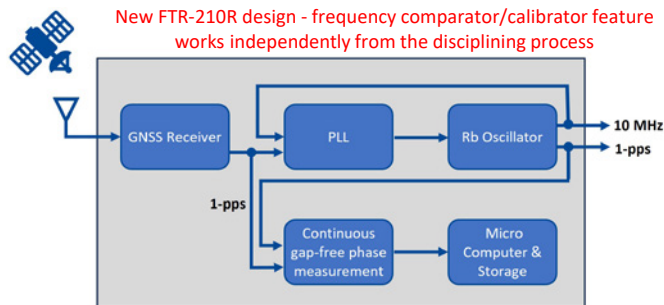 New FTR-210R design - frequency comparator/calibrator feature
works independently from the disciplining process
GNSS Receiver
PLL
Rb Oscillator
10 MHz
1-pps
1-pps
Continuous
gap-free phase
measurement
Micro
Computer &
Storage